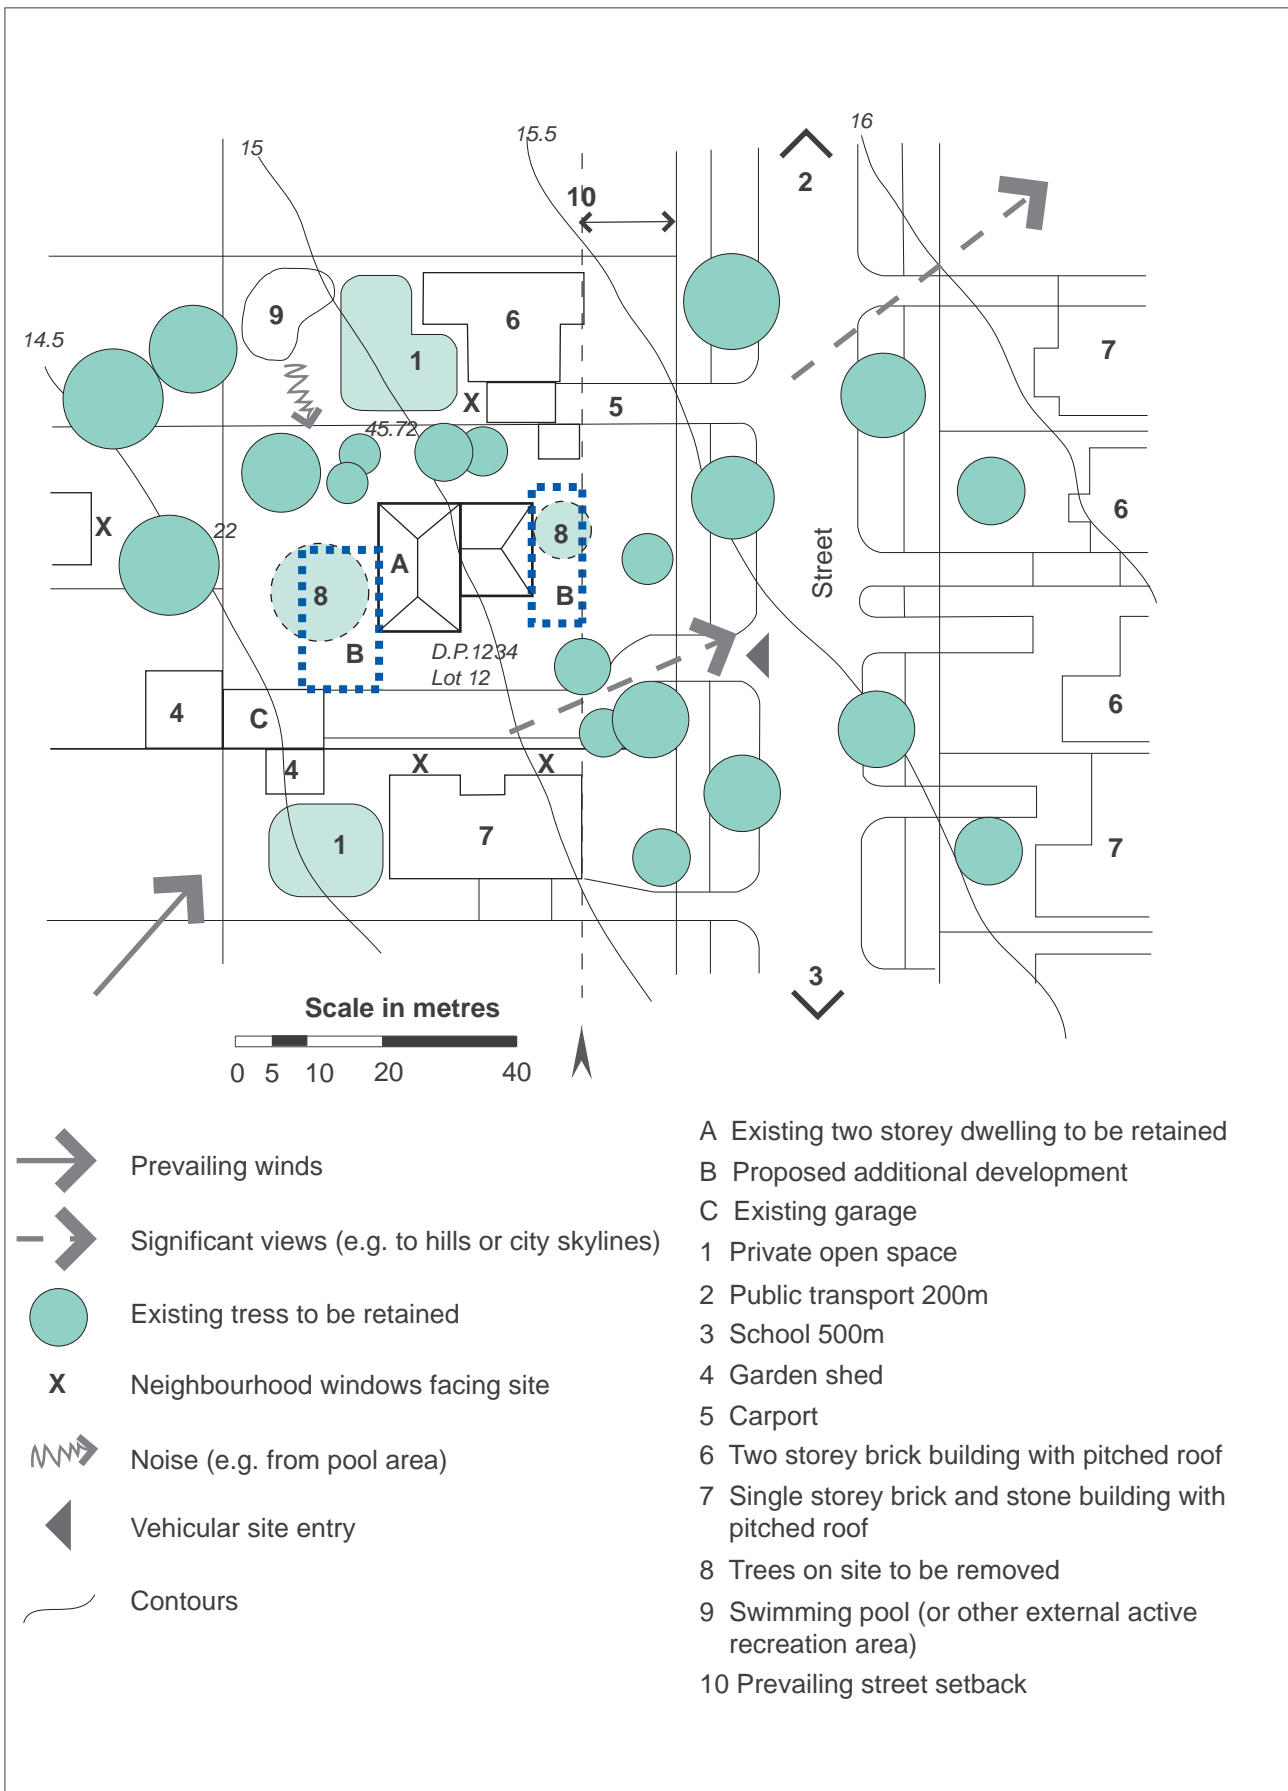 16
15.5
15
2
10
9
6
14.5
1
7
X
5
45.72
6
X
22
8
A
Street
8
B
B
D.P.1234
Lot 12
4
C
6
X
X
4
7
1
7
3
Scale in metres
0 5 10 20 40
Prevailing winds
Significant views (e.g. to hills or city skylines)
Existing tress to be retained
X Neighbourhood windows facing site
Noise (e.g. from pool area)
Vehicular site entry
Contours
A Existing two storey dwelling to be retained
B Proposed additional development
C Existing garage
1 Private open space
2 Public transport 200m
3 School 500m
4 Garden shed
5 Carport
6 Two storey brick building with pitched roof
7 Single storey brick and stone building with
pitched roof
8 Trees on site to be removed
9 Swimming pool (or other external active
recreation area)
10 Prevailing street setback